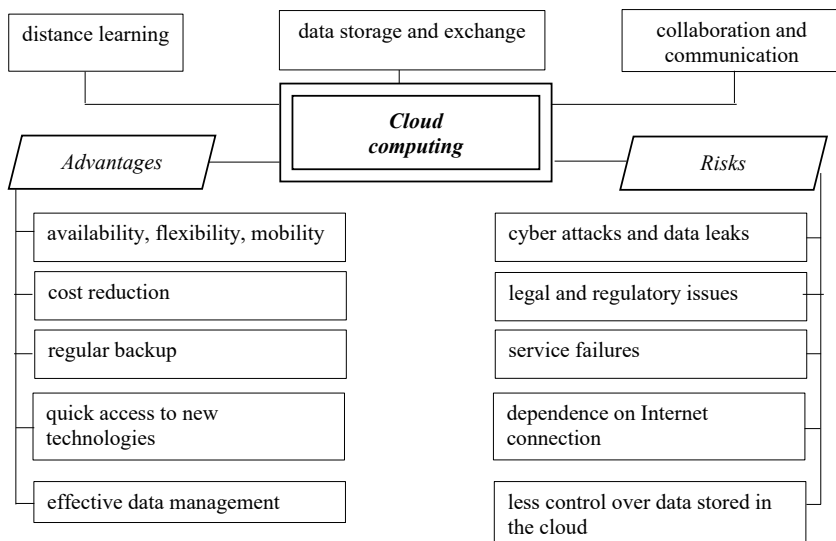 distance learning
data storage and exchange
collaboration and
communication
Cloud
computing
Advantages
Risks
availability, flexibility, mobility
cost reduction
regular backup
quick access to new
technologies
effective data management
cyber attacks and data leaks
legal and regulatory issues
service failures
dependence on Internet
connection
less control over data stored in
the cloud